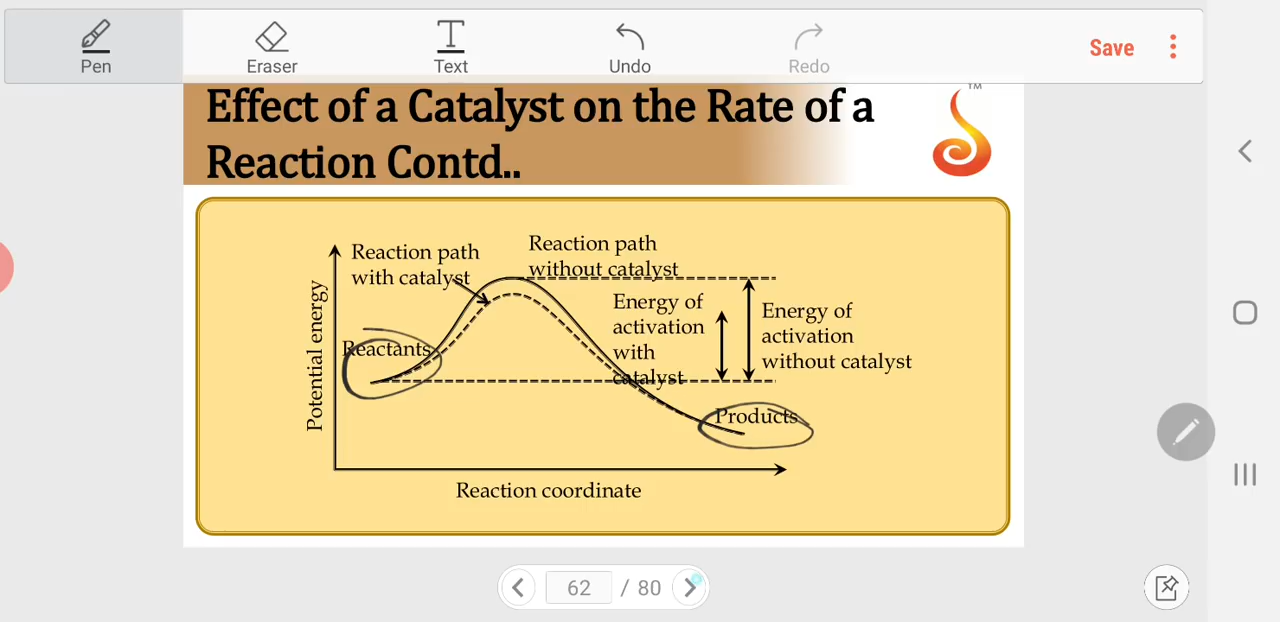 Pen
Eraser
Text
Undo
Redo
Save
TM
Effect of a Catalyst on the Rate of a
Reaction Contd..
Reaction path
with catalyst
Reaction path
without catalyst
Energy of
activation
with
catalyst
Energy of
activation
without catalyst
Potential energy
Reactants
Products
Reaction coordinate
62 / 80